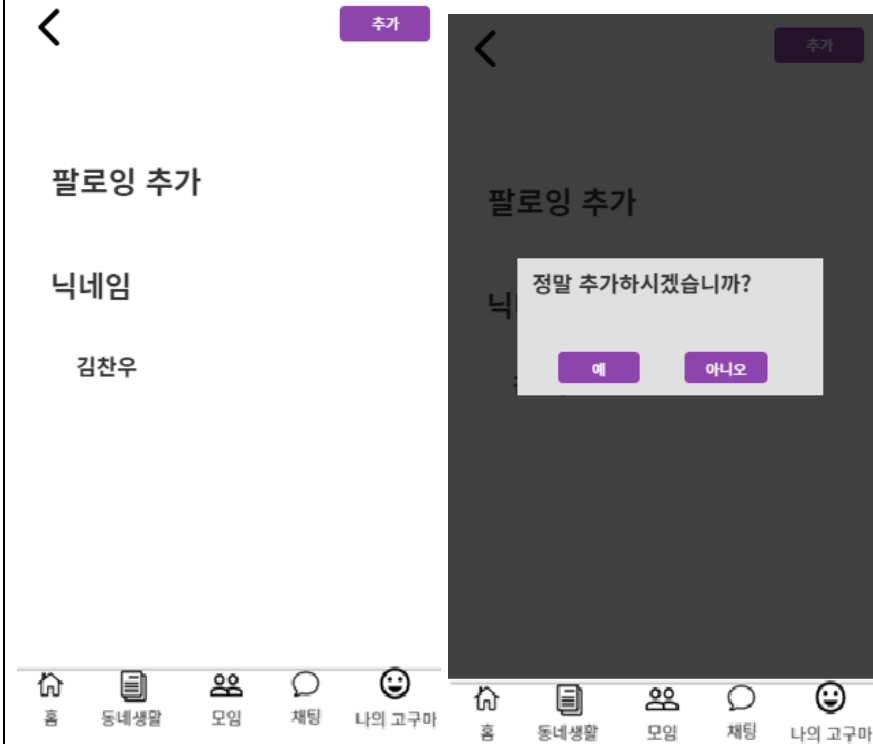 추가
팔로잉 추가
닉네임
김찬우
홈 동네생활 모임 채팅 나의 고구마
추가
팔로잉 추가
정말 추가하시겠습니까?
닉
예 아니오
홈 동네생활 모임 채팅 나의 고구마